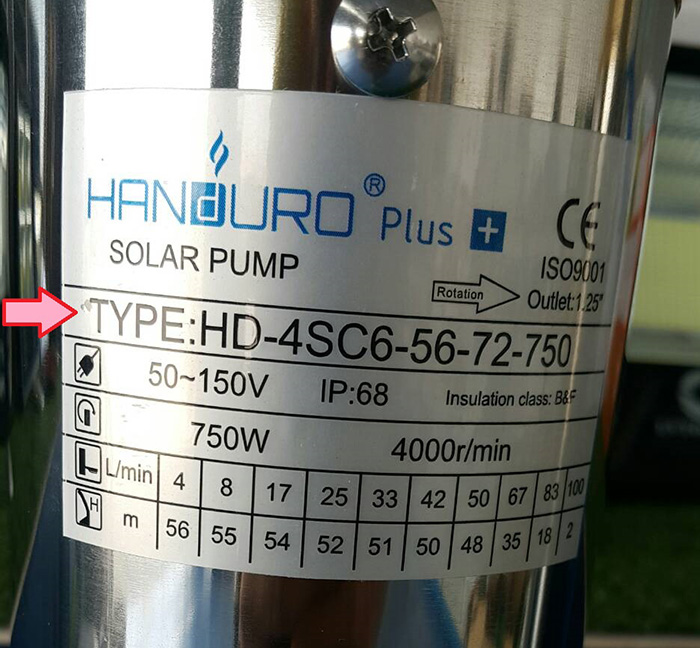 HANDURO® Plus +
SOLAR PUMP
CE
ISO9001
Rotation
Outlet:1.25"
TYPE:HD-4SC6-56-72-750
50~150V IP:68 Insulation class: B&F
750W 4000r/min
L/min 4 8 17 25 33 42 50 67 83 100
H m 56 55 54 52 51 50 48 35 18 2